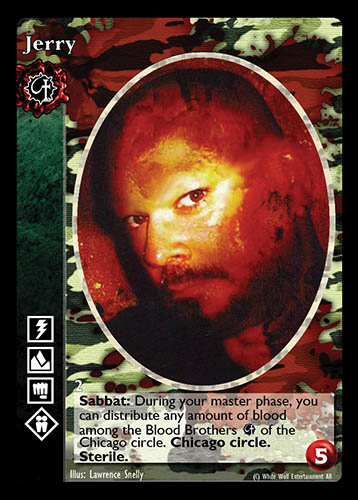 Jerry
2
Sabbat: During your master phase, you
can distribute any amount of blood
among the Blood Brothers of the
Chicago circle. Chicago circle.
Sterile.
5
Illus: Lawrence Snelly
(C) White Wolf Entertainment AB